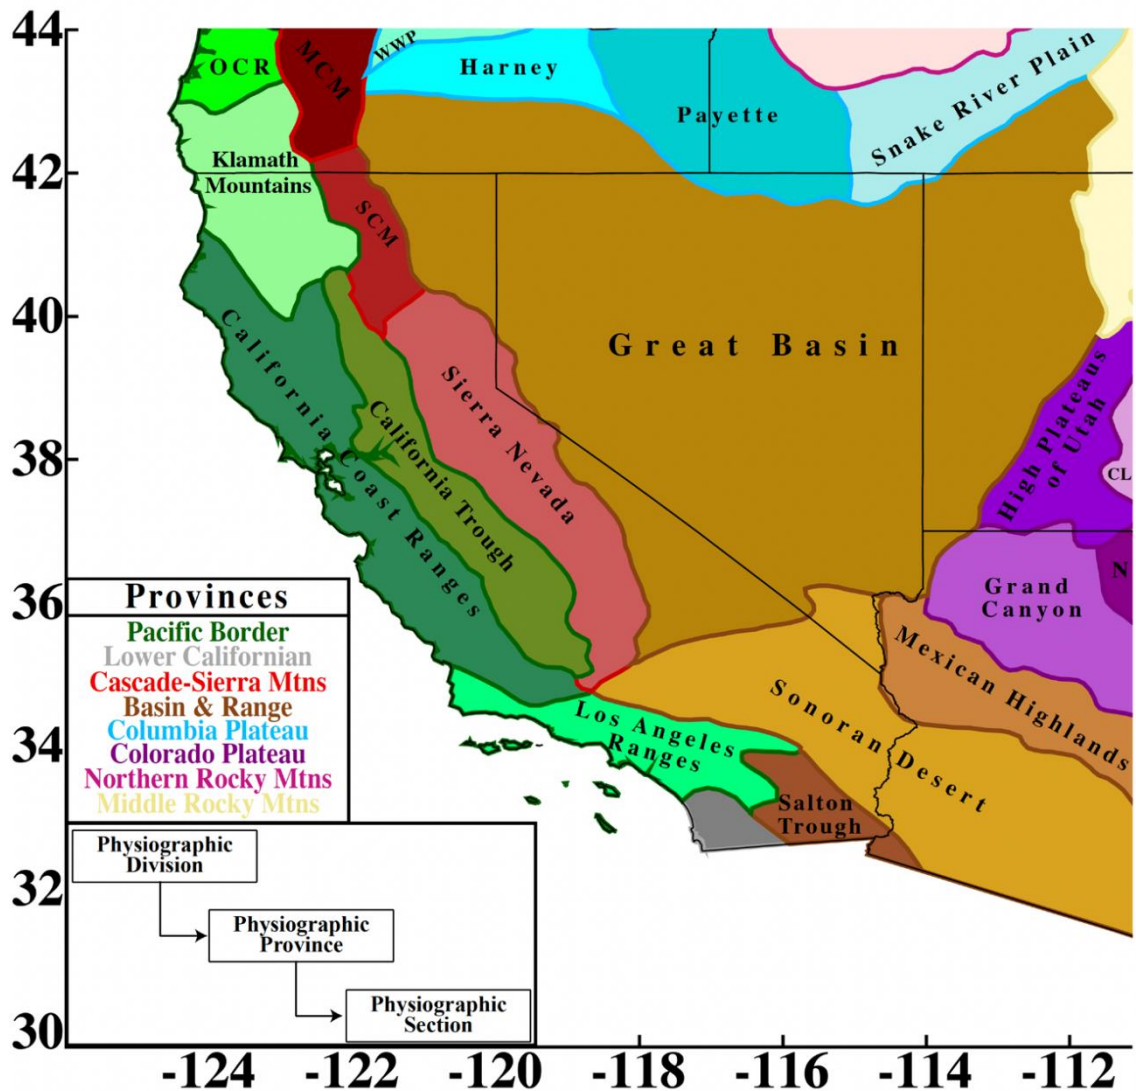 44
42
40
38
36
34
32
30
-124
-122
-120
-118
-116
-114
-112
OCR
MCM
WWP
Harney
Payette
Snake River Plain
Klamath
Mountains
SCM
Great Basin
California Coast Ranges
California Trough
Sierra Nevada
High Plateaus
of Utah
CL
N
Grand
Canyon
Mexican Highlands
Sonoran Desert
Los Angeles
Ranges
Salton
Trough
Provinces
Pacific Border
Lower Californian
Cascade-Sierra Mtns
Basin & Range
Columbia Plateau
Colorado Plateau
Northern Rocky Mtns
Middle Rocky Mtns
Physiographic
Division
Physiographic
Province
Physiographic
Section